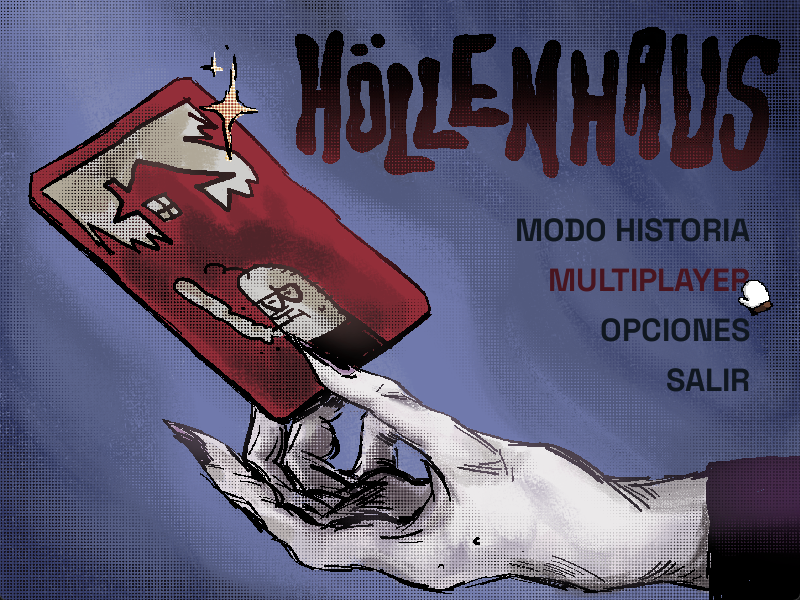 HÖLLENHAUS
MODO HISTORIA
MULTIPLAYER
OPCIONES
SALIR